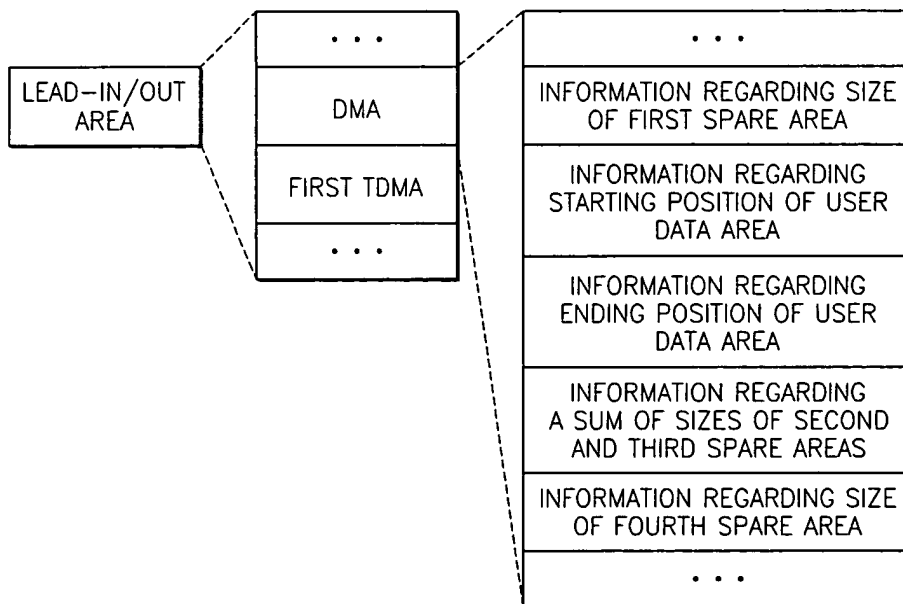 LEAD-IN/OUT
AREA
• • •
DMA
FIRST TDMA
• • •
• • •
INFORMATION REGARDING SIZE
OF FIRST SPARE AREA
INFORMATION REGARDING
STARTING POSITION OF USER
DATA AREA
INFORMATION REGARDING
ENDING POSITION OF USER
DATA AREA
INFORMATION REGARDING
A SUM OF SIZES OF SECOND
AND THIRD SPARE AREAS
INFORMATION REGARDING SIZE
OF FOURTH SPARE AREA
• • •